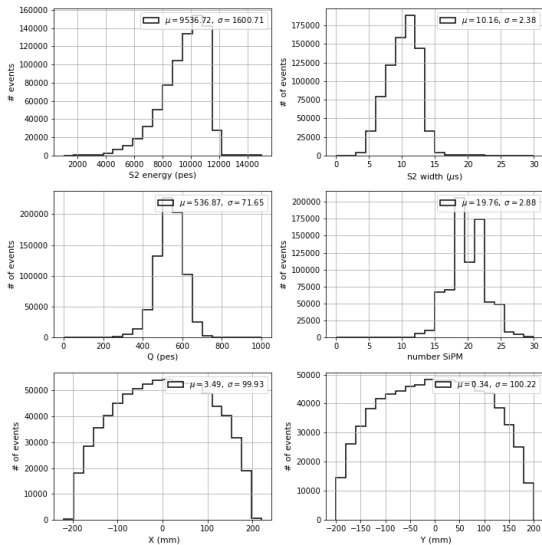 160000
140000
120000
100000
80000
60000
40000
20000
0
# events
μ = 9536.72, σ = 1600.71
2000 4000 6000 8000 10000 12000 14000
S2 energy (pes)
175000
150000
125000
100000
75000
50000
25000
0
# of events
μ = 10.16, σ = 2.38
0 5 10 15 20 25 30
S2 width (μs)
200000
150000
100000
50000
0
# of events
μ = 536.87, σ = 71.65
0 200 400 600 800 1000
Q (pes)
200000
175000
150000
125000
100000
75000
50000
25000
0
# of events
μ = 19.76, σ = 2.88
0 5 10 15 20 25 30
number SiPM
50000
40000
30000
20000
10000
0
# of events
μ = 3.49, σ = 99.93
−200 −100 0 100 200
X (mm)
50000
40000
30000
20000
10000
0
# of events
μ = 0.34, σ = 100.22
−200 −150 −100 −50 0 50 100 150 200
Y (mm)